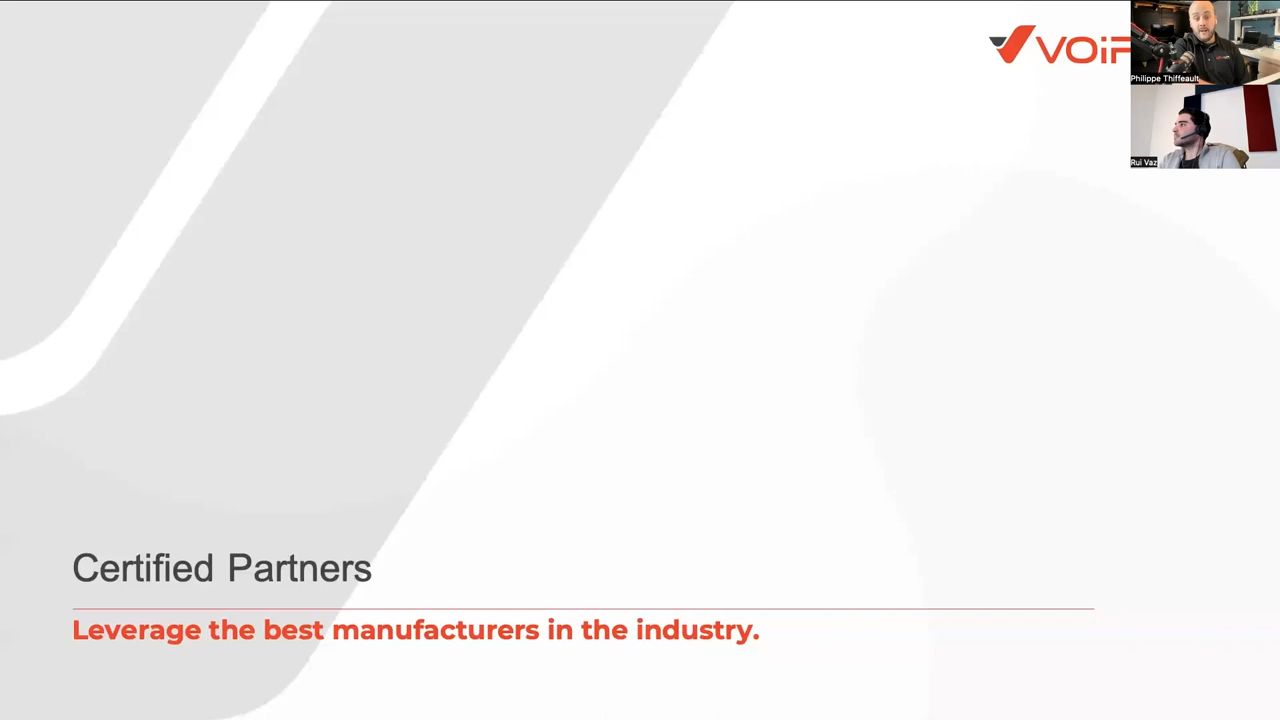 VOiP
Philippe Thiffeault
Rui Vaz
Certified Partners
Leverage the best manufacturers in the industry.